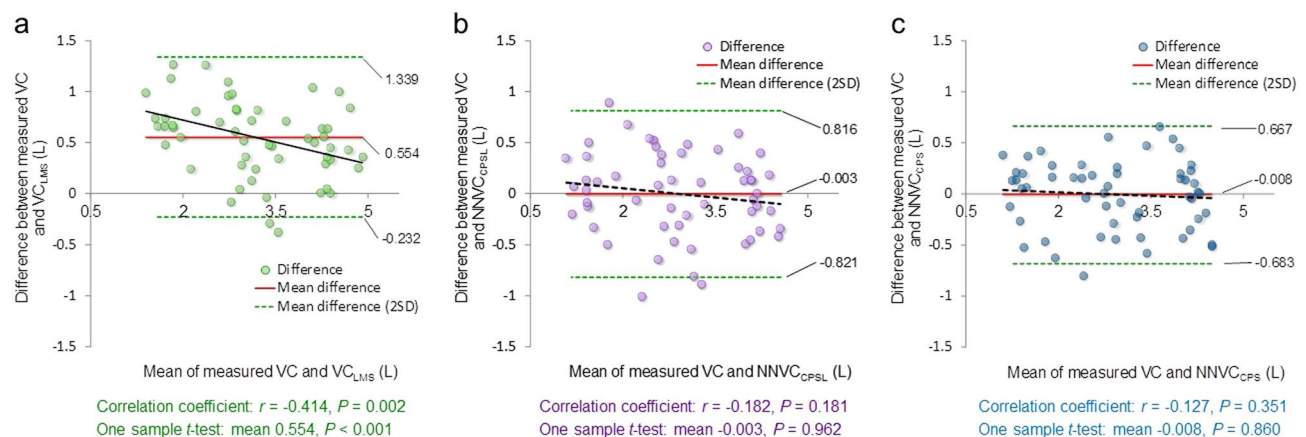 a
Difference between measured VC
and VC_LMS (L)
1.5
1
0.5
0
-0.5
-1
-1.5
0.5
2
3.5
5
1.339
0.554
-0.232
Difference
Mean difference
Mean difference (2SD)
Mean of measured VC and VC_LMS (L)
Correlation coefficient: r = -0.414, P = 0.002
One sample t-test: mean 0.554, P < 0.001
b
Difference between measured VC
and NNVC_CPSL (L)
1.5
1
0.5
0
-0.5
-1
-1.5
0.5
2
3.5
5
Difference
Mean difference
Mean difference (2SD)
0.816
-0.003
-0.821
Mean of measured VC and NNVC_CPSL (L)
Correlation coefficient: r = -0.182, P = 0.181
One sample t-test: mean -0.003, P = 0.962
c
Difference between measured VC
and NNVC_CPS (L)
1.5
1
0.5
0
-0.5
-1
-1.5
0.5
2
3.5
5
Difference
Mean difference
Mean difference (2SD)
0.667
-0.008
-0.683
Mean of measured VC and NNVC_CPS (L)
Correlation coefficient: r = -0.127, P = 0.351
One sample t-test: mean -0.008, P = 0.860